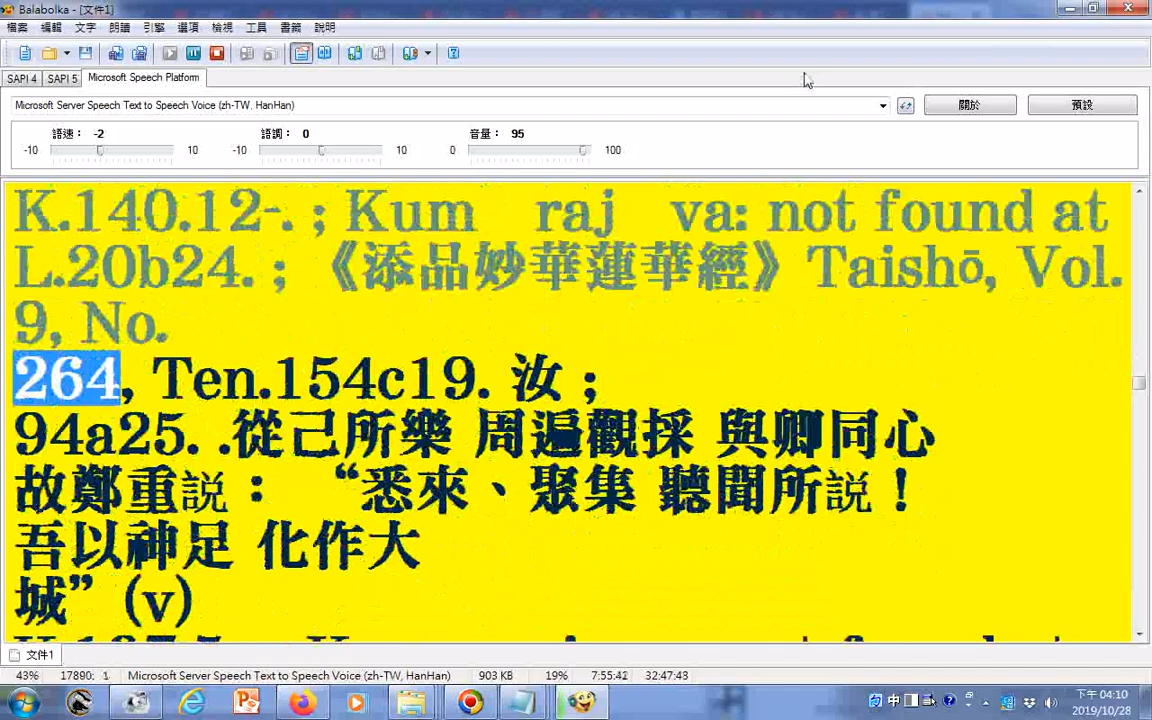 Balabolka - [文件1]
檔案 編輯 文字 朗讀 引擎 選項 檢視 工具 書籤 說明
SAPI 4 SAPI 5 Microsoft Speech Platform
Microsoft Server Speech Text to Speech Voice (zh-TW, HanHan) 關於 預設
語速： -2 語調： 0 音量： 95
-10 10 -10 10 0 100
K.140.12-. ; Kum raj va: not found at
L.20b24. ; 《添品妙華蓮華經》 Taishō, Vol.
9, No.
264, Ten.154c19. 汝 ;
94a25. .從己所樂 周遍觀採 與卿同心
故鄭重説： “悉來、聚集 聽聞所説！
吾以神足 化作大
城” (v)
文件1
43% 17890: 1 Microsoft Server Speech Text to Speech Voice (zh-TW, HanHan) 903 KB 19% 7:55:42 32:47:43
中 下午 04:10
2019/10/28